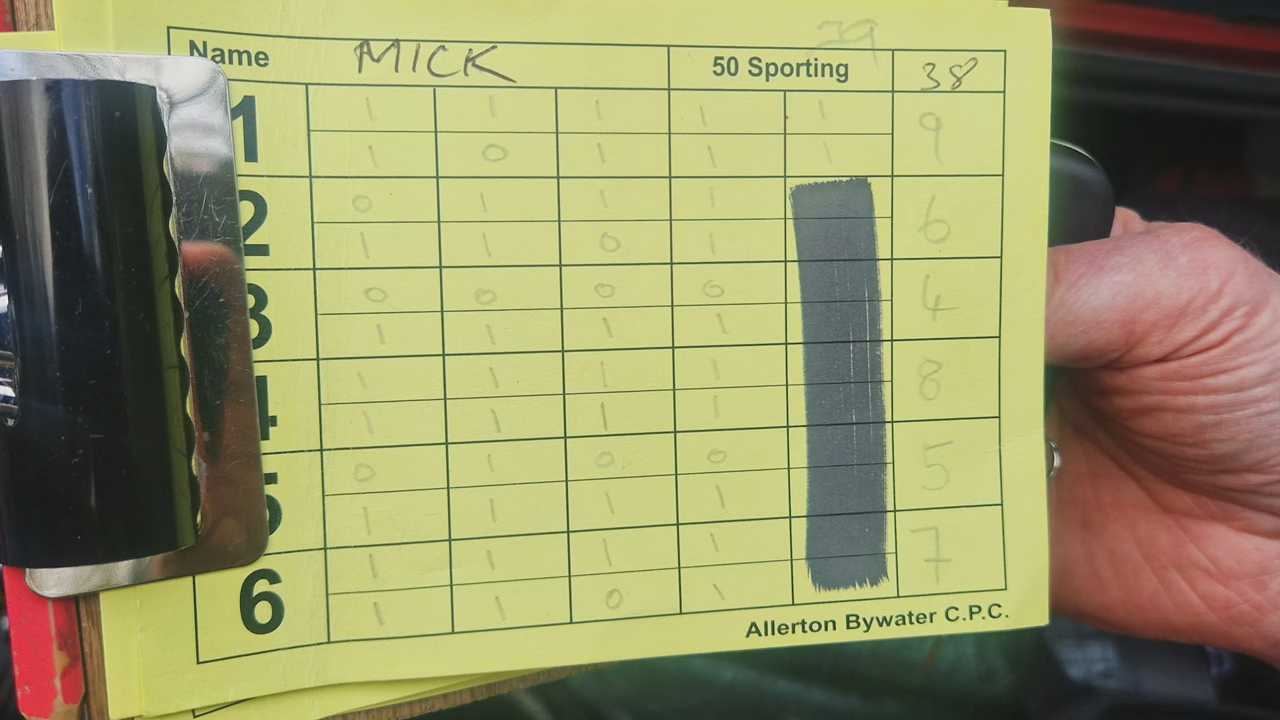 39
Name MICK 50 Sporting 38
1 1 1 1 1 1 9
1 0 1 1 1
2 0 1 1 1 6
1 1 0 1
3 0 0 0 0 4
1 1 1 1
4 1 1 1 1 8
1 1 1 1
5 0 1 0 0 5
1 1 1 1
6 1 1 1 1 7
1 1 0 1
Allerton Bywater C.P.C.